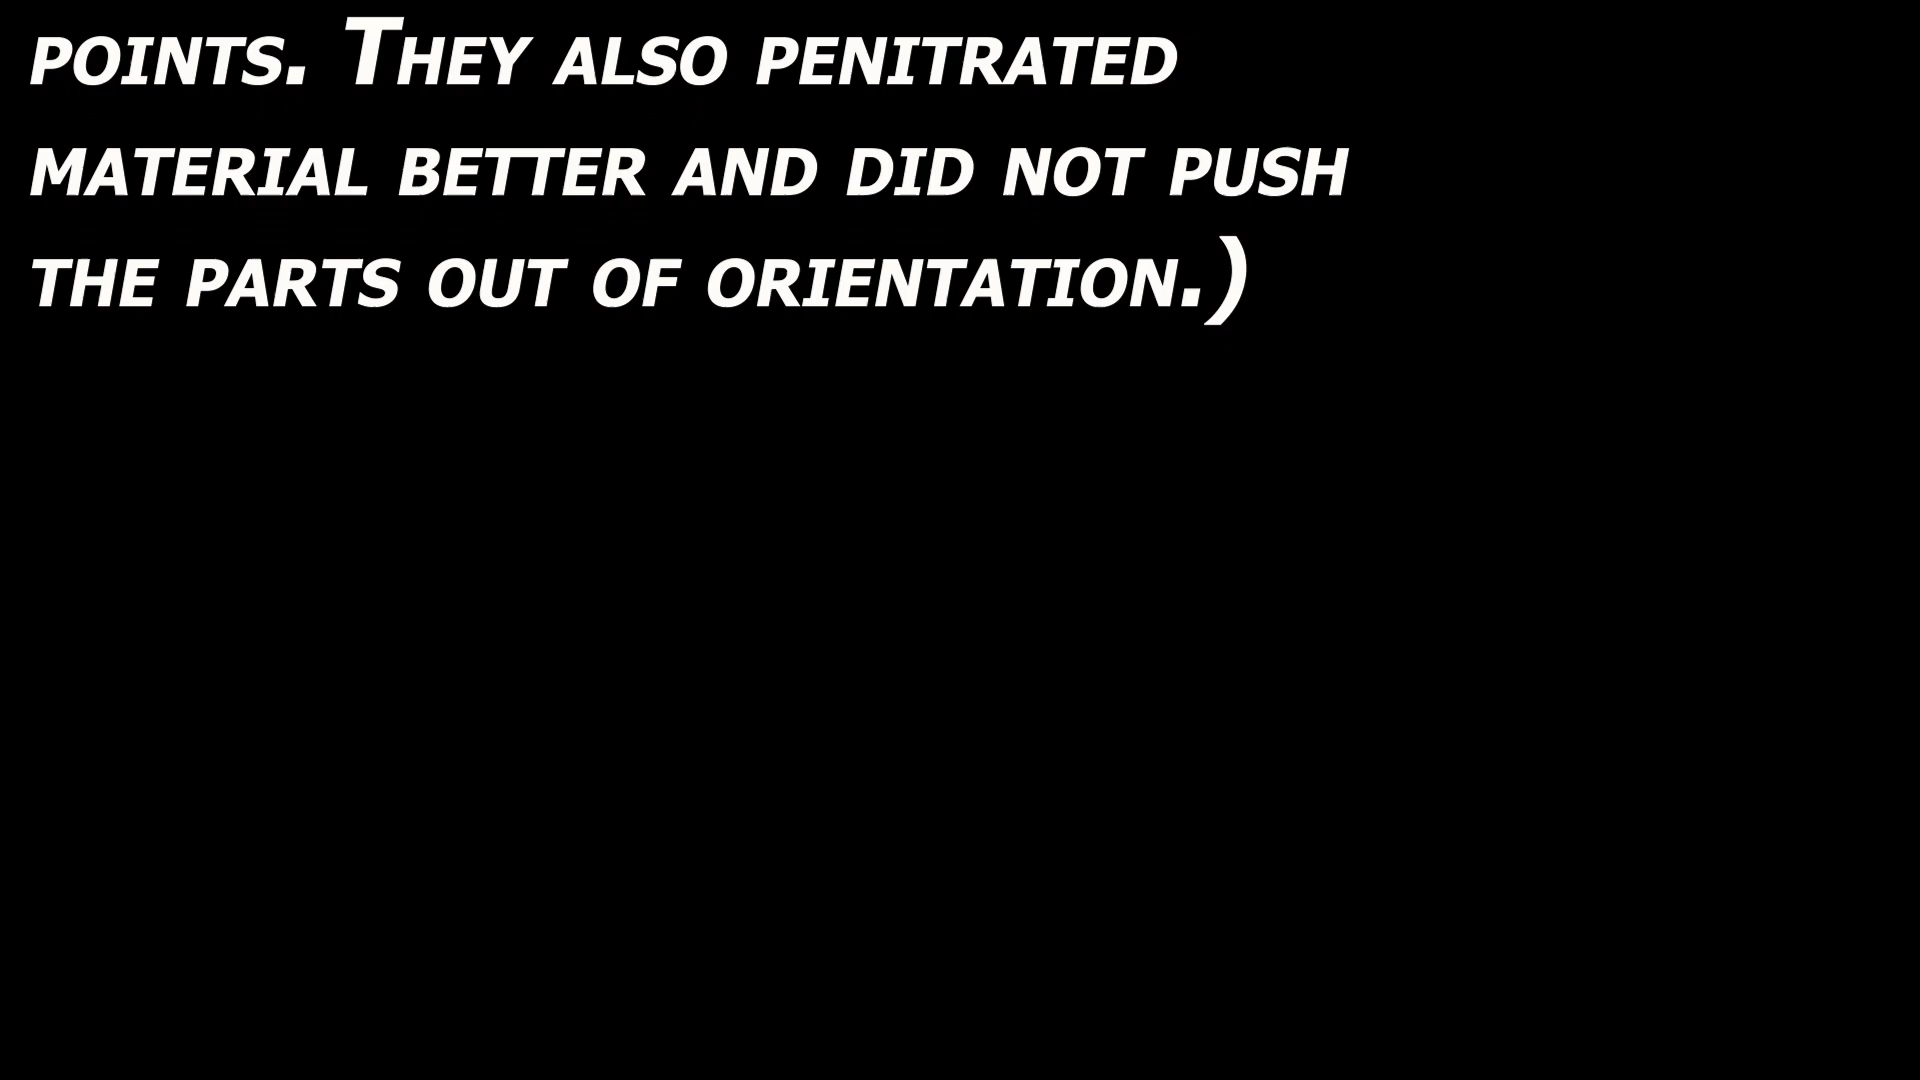 points. They also penitrated
material better and did not push
the parts out of orientation.)